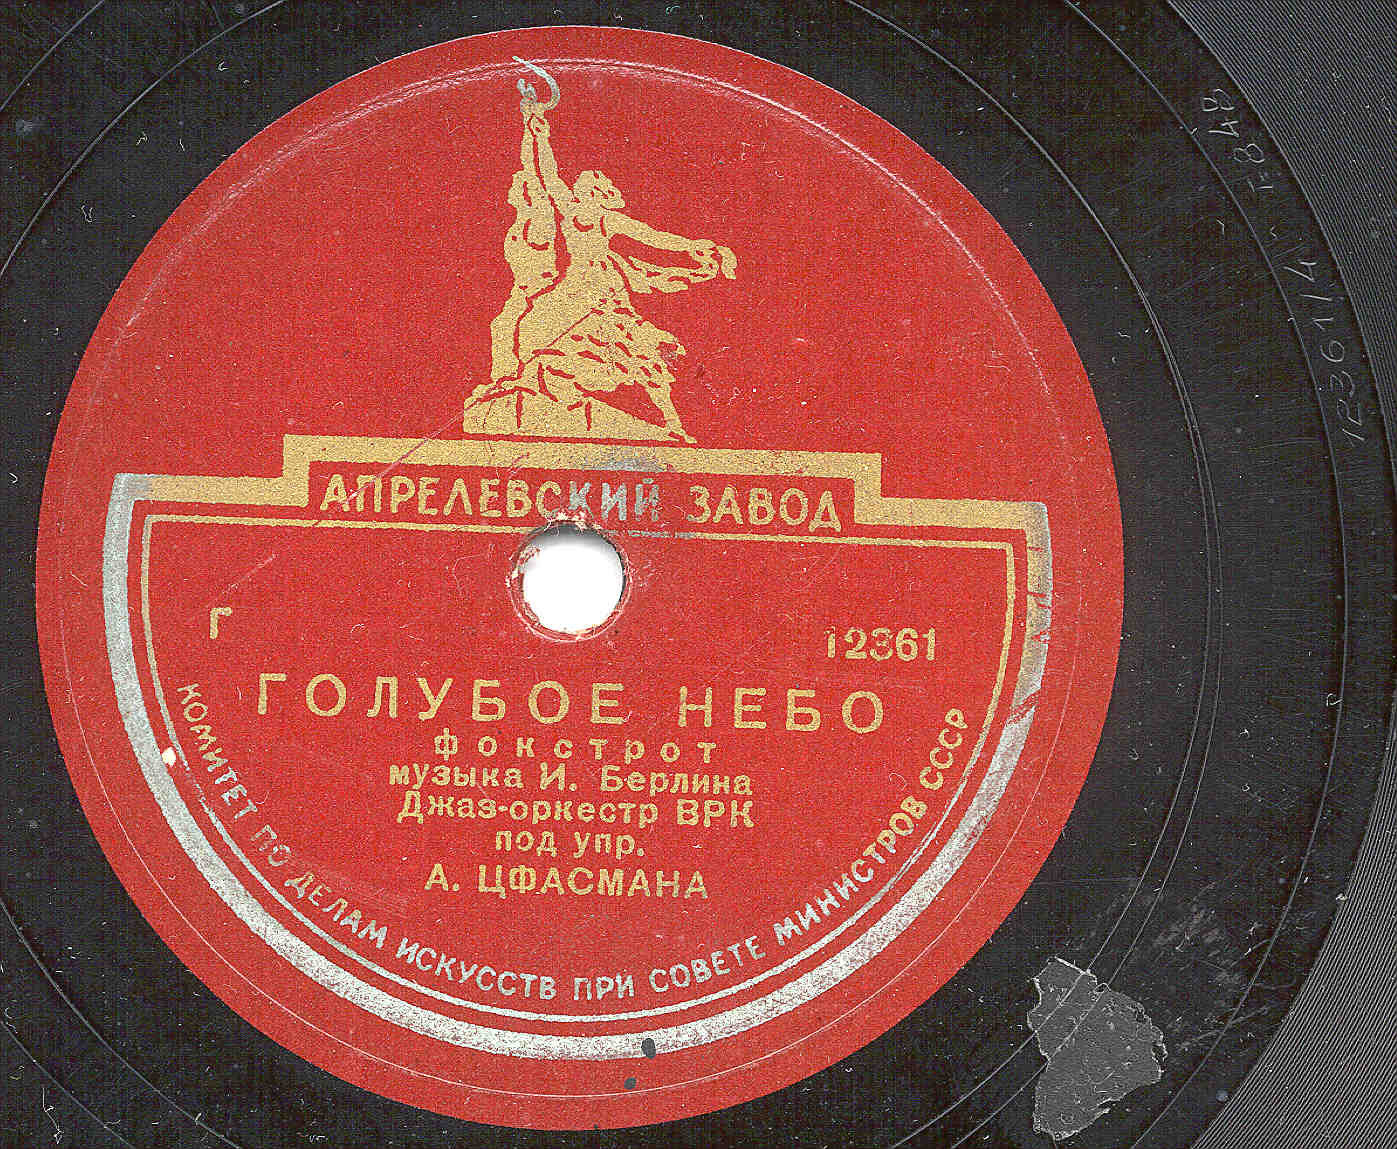 АПРЕЛЕВСКИЙ ЗАВОД
Г 12361
ГОЛУБОЕ НЕБО
фокстрот
музыка И. Берлина
Джаз-оркестр ВРК
под упр.
А. ЦФАСМАНА
КОМИТЕТ ПО ДЕЛАМ ИСКУССТВ ПРИ СОВЕТЕ МИНИСТРОВ СССР
12361/4